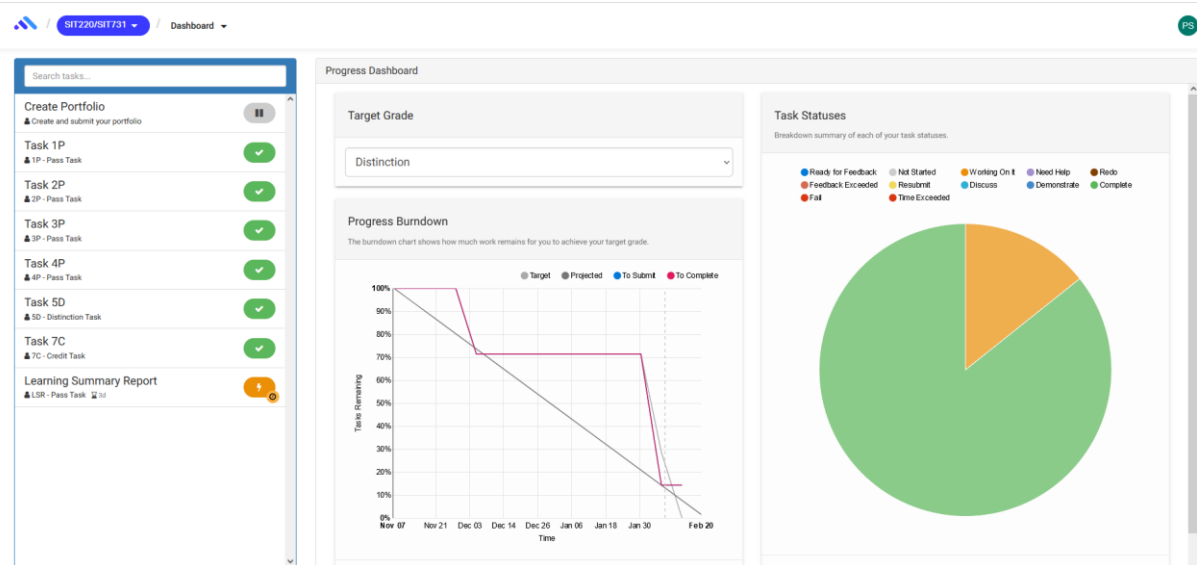 / SIT220/SIT731 / Dashboard
PS
Search tasks...
Create Portfolio
Create and submit your portfolio
Task 1P
1P - Pass Task
Task 2P
2P - Pass Task
Task 3P
3P - Pass Task
Task 4P
4P - Pass Task
Task 5D
5D - Distinction Task
Task 7C
7C - Credit Task
Learning Summary Report
LSR - Pass Task 3d
Progress Dashboard
Target Grade
Distinction
Progress Burndown
The burndown chart shows how much work remains for you to achieve your target grade.
Target Projected To Submit To Complete
100%
90%
80%
70%
60%
50%
40%
30%
20%
10%
0%
Tasks Remaining
Nov 07 Nov 21 Dec 03 Dec 14 Dec 26 Jan 06 Jan 18 Jan 30 Feb 20
Time
Task Statuses
Breakdown summary of each of your task statuses.
Ready for Feedback Not Started Working On It Need Help Redo
Feedback Exceeded Resubmit Discuss Demonstrate Complete
Fail Time Exceeded